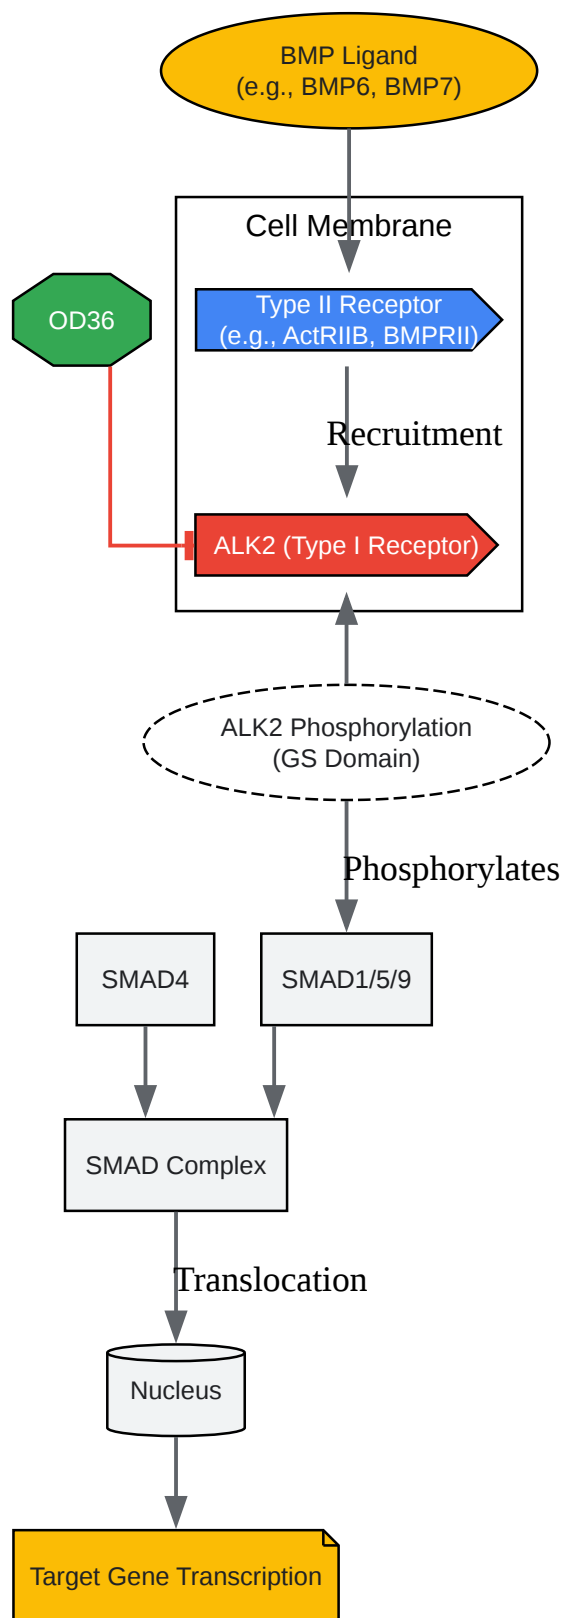 BMP Ligand
(e.g., BMP6, BMP7)
Cell Membrane
OD36
Type II Receptor
(e.g., ActRIIB, BMPRII)
Recruitment
ALK2 (Type I Receptor)
ALK2 Phosphorylation
(GS Domain)
Phosphorylates
SMAD4
SMAD1/5/9
SMAD Complex
Translocation
Nucleus
Target Gene Transcription